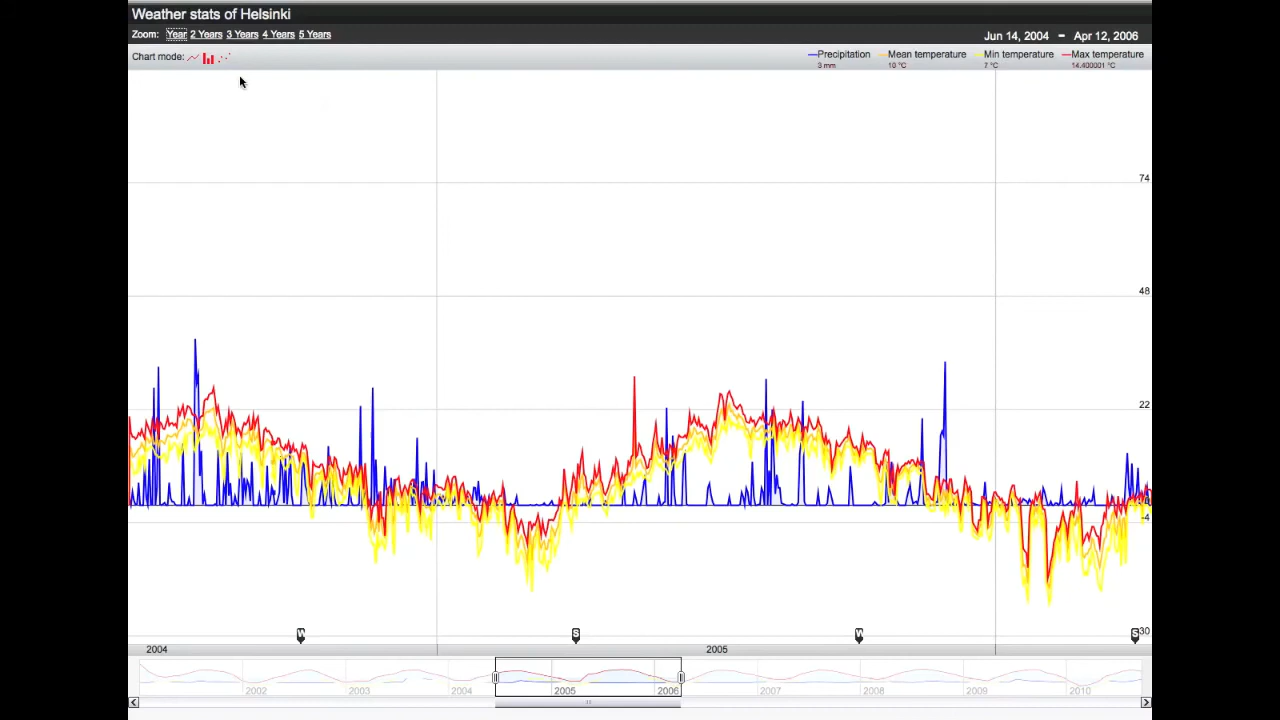 Weather stats of Helsinki
Zoom: Year 2 Years 3 Years 4 Years 5 Years
Jun 14, 2004 – Apr 12, 2006
Chart mode:
Precipitation Mean temperature Min temperature Max temperature
3 mm 10 °C 7 °C 14.400001 °C
74
48
22
-4
W S W S -30
2004 2005
2002 2003 2004 2005 2006 2007 2008 2009 2010